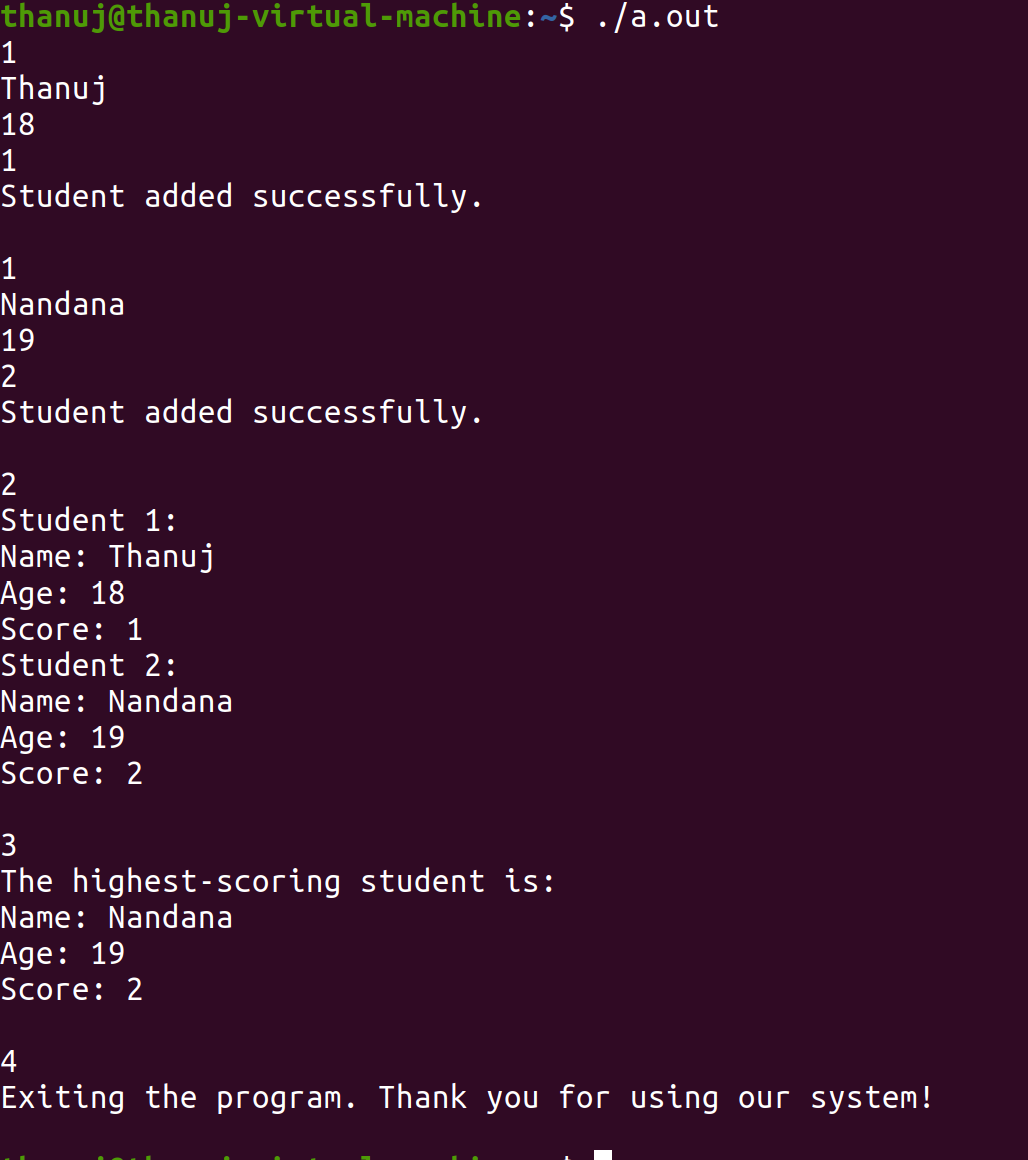 thanuj@thanuj-virtual-machine:~$ ./a.out
1
Thanuj
18
1
Student added successfully.

1
Nandana
19
2
Student added successfully.

2
Student 1:
Name: Thanuj
Age: 18
Score: 1
Student 2:
Name: Nandana
Age: 19
Score: 2

3
The highest-scoring student is:
Name: Nandana
Age: 19
Score: 2

4
Exiting the program. Thank you for using our system!